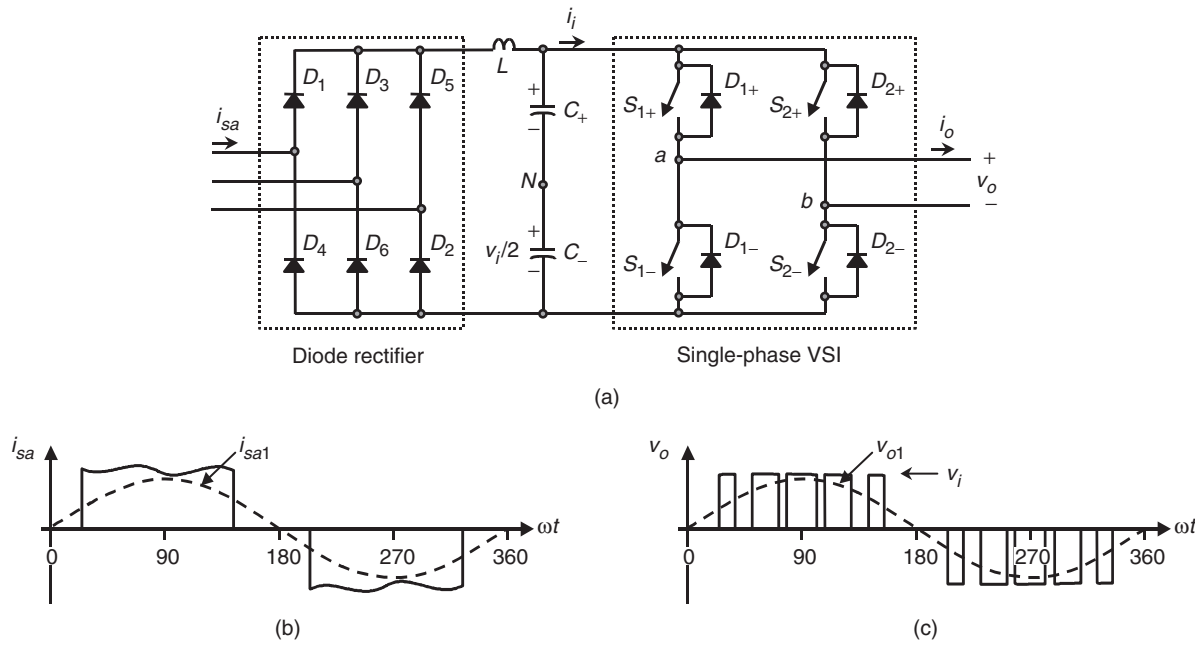 i_i
L
D_1 D_3 D_5
i_sa
D_4 D_6 D_2
+
−
C_+
N
+
v_i/2
−
C_−
S_1+ D_1+ S_2+ D_2+
i_o
a
+
v_o
−
b
S_1− D_1− S_2− D_2−
Diode rectifier
Single-phase VSI
(a)
i_sa
i_sa1
ωt
0 90 180 270 360
(b)
v_o
v_o1
v_i
ωt
0 90 180 270 360
(c)